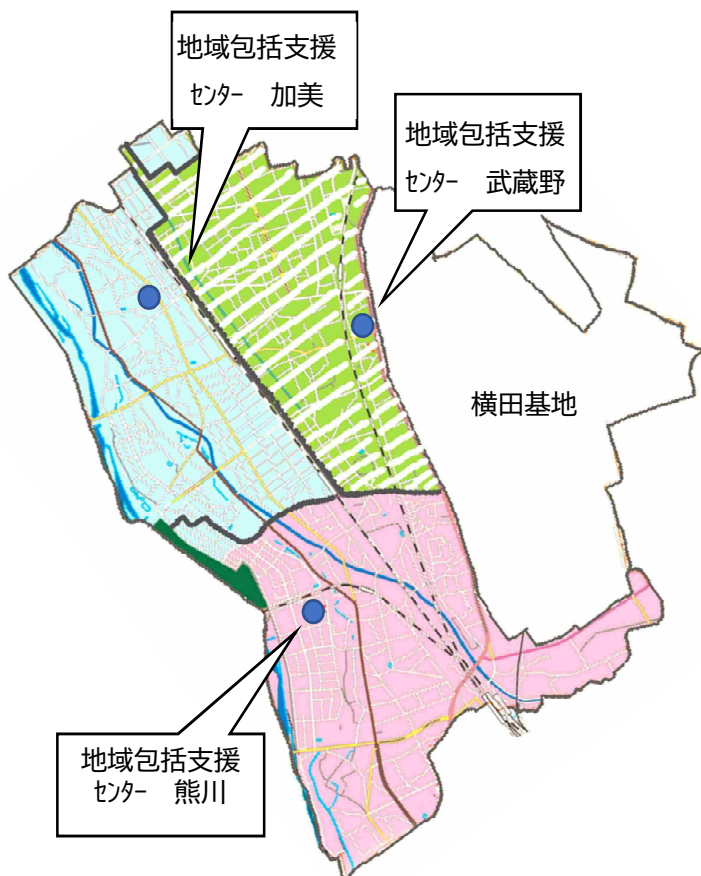 地域包括支援
センター　加美
地域包括支援
センター　武蔵野
横田基地
地域包括支援
センター　熊川